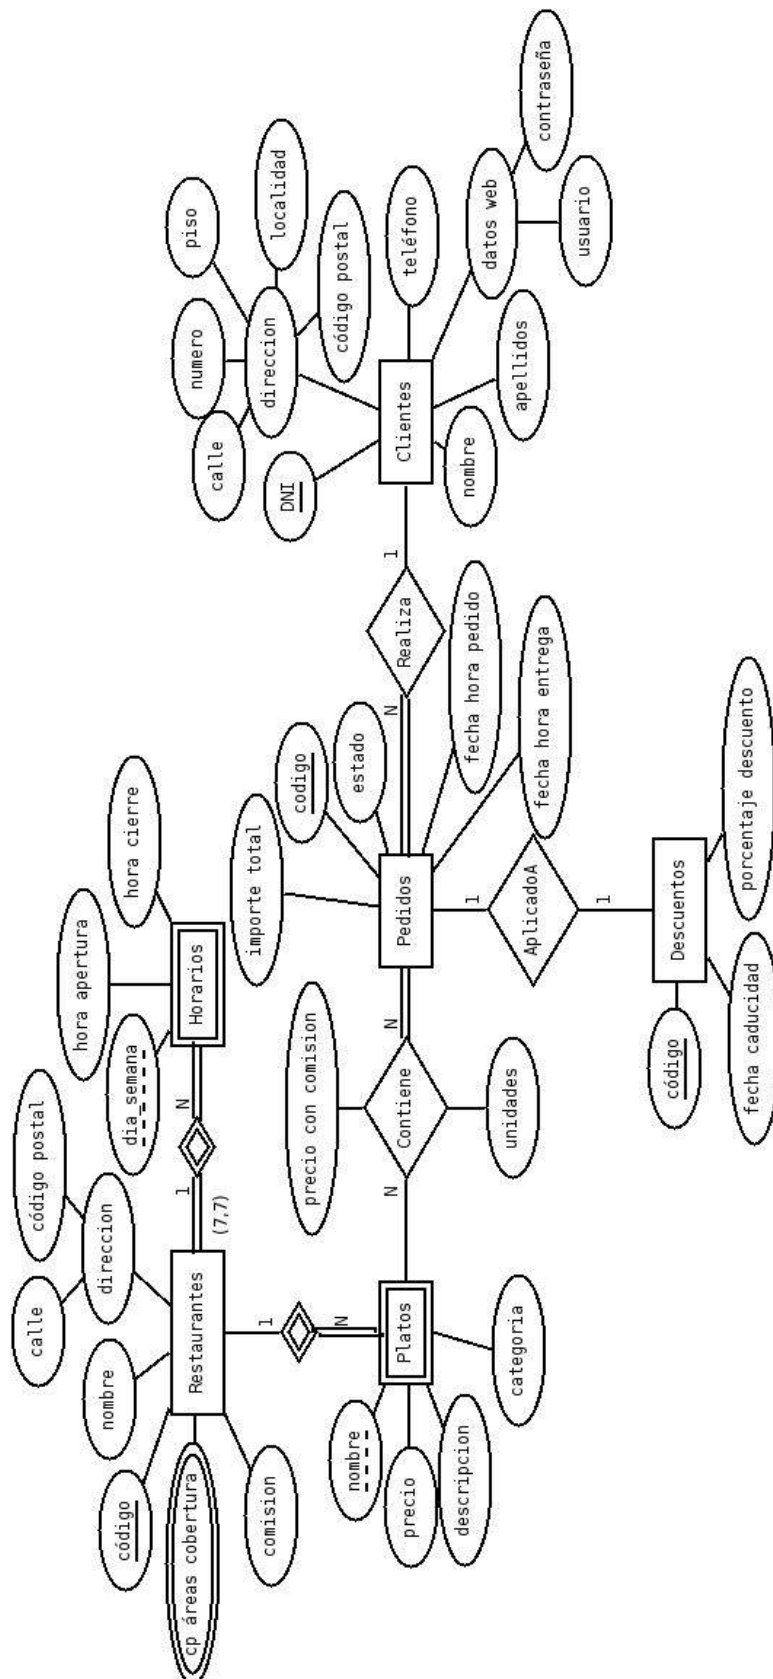 código
cp áreas cobertura
comision
nombre
calle
código postal
direccion
Restaurantes
1
(7,7)
N
dia_semana
hora apertura
hora cierre
Horarios
1
N
nombre
precio
descripcion
categoria
Platos
N
precio con comision
Contiene
unidades
N
importe total
codigo
estado
Pedidos
fecha hora pedido
fecha hora entrega
N
Realiza
1
1
AplicadoA
1
código
fecha caducidad
Descuentos
porcentaje descuento
DNI
calle
numero
piso
direccion
localidad
código postal
Clientes
nombre
apellidos
teléfono
datos web
usuario
contraseña